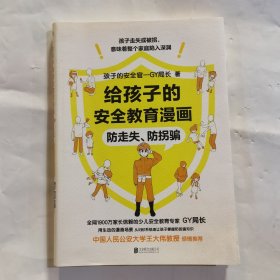 孩子走失或被拐,
意味着整个家庭陷入深渊
孩子的安全官—GY局长 著
给孩子的
安全教育漫画
防走失、防拐骗
全网1900万家长信赖的少儿安全教育专家 GY局长
中国人民公安大学王大伟教授 倾情推荐